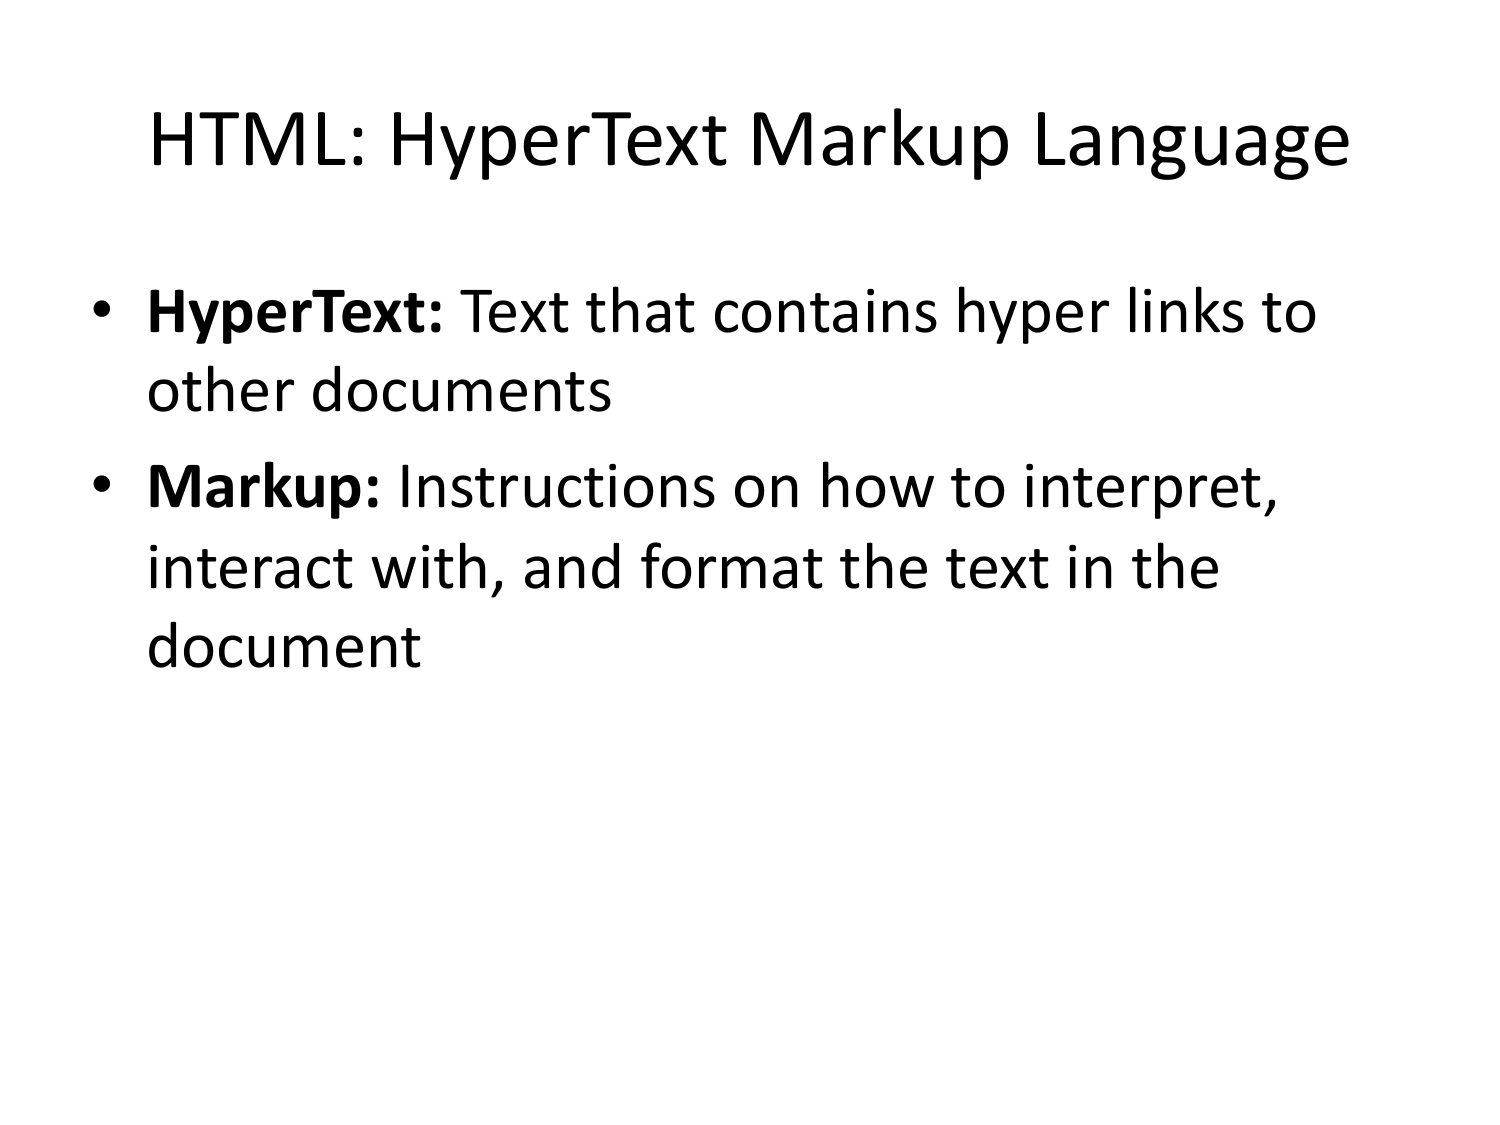 HTML: HyperText Markup Language
• HyperText: Text that contains hyper links to
other documents
• Markup: Instructions on how to interpret,
interact with, and format the text in the
document